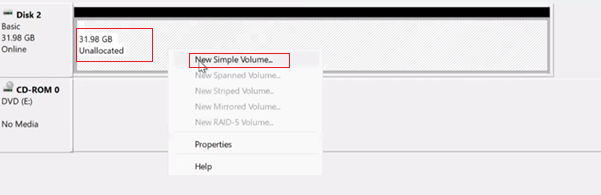 Disk 2
Basic
31.98 GB
Online
31.98 GB
Unallocated
New Simple Volume...
New Spanned Volume...
New Striped Volume...
New Mirrored Volume...
New RAID-5 Volume...
Properties
Help
CD-ROM 0
DVD (E:)
No Media